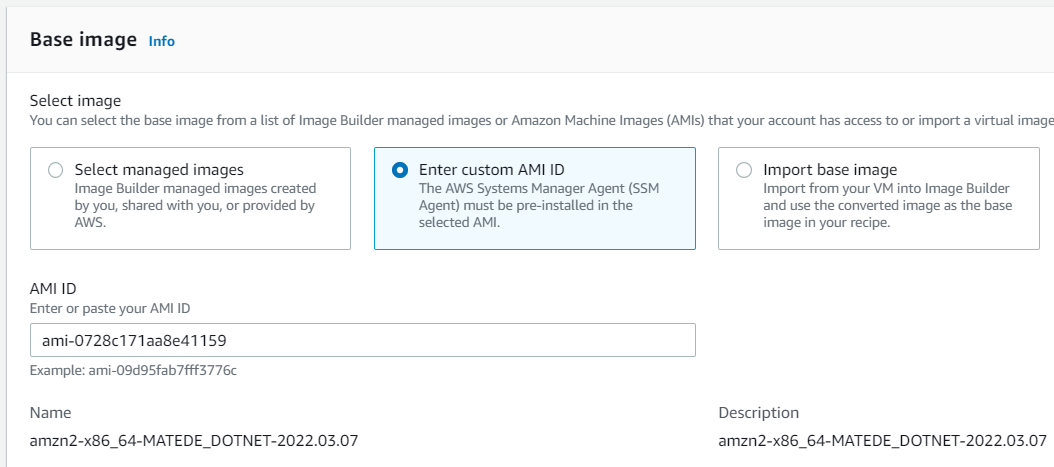 Base image Info
Select image
You can select the base image from a list of Image Builder managed images or Amazon Machine Images (AMIs) that your account has access to or import a virtual image
Select managed images
Image Builder managed images created
by you, shared with you, or provided by
AWS.
Enter custom AMI ID
The AWS Systems Manager Agent (SSM
Agent) must be pre-installed in the
selected AMI.
Import base image
Import from your VM into Image Builder
and use the converted image as the base
image in your recipe.
AMI ID
Enter or paste your AMI ID
ami-0728c171aa8e41159
Example: ami-09d95fab7fff3776c
Name
amzn2-x86_64-MATEDE_DOTNET-2022.03.07
Description
amzn2-x86_64-MATEDE_DOTNET-2022.03.07